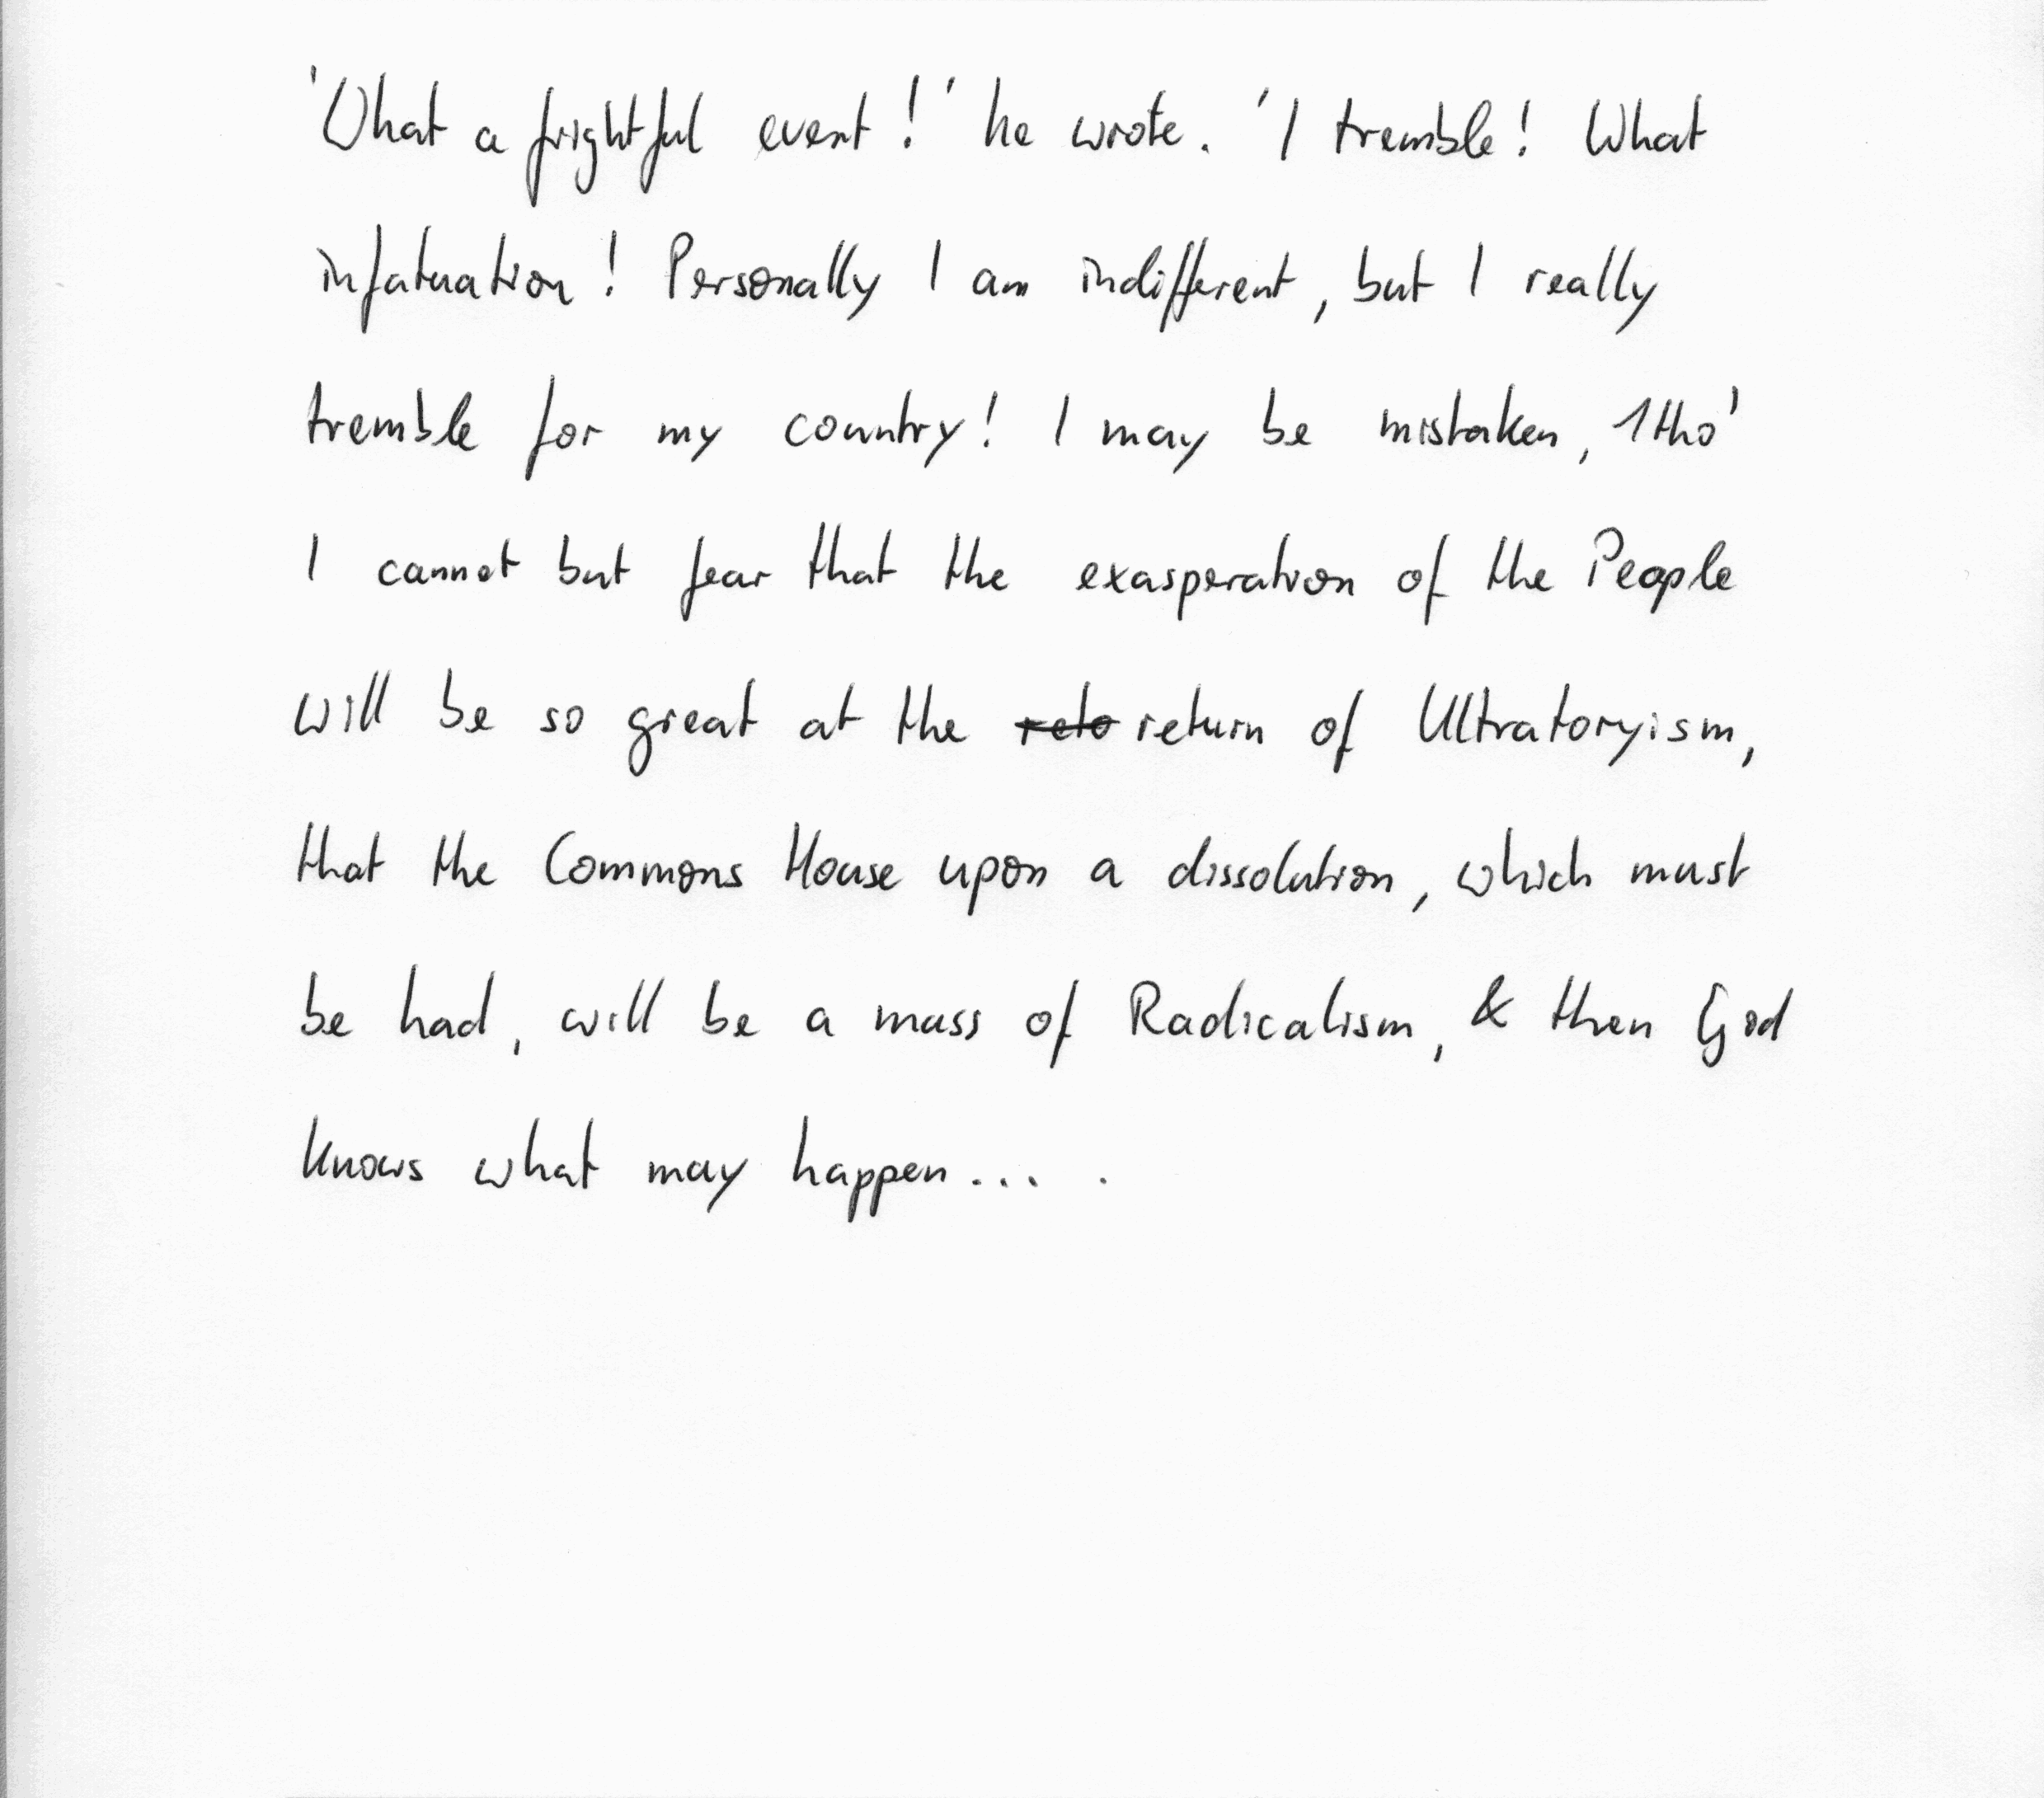 'What a frightful event!' he wrote. 'I tremble! What
infatuation! Personally I am indifferent, but I really
tremble for my country! I may be mistaken, 1tho'
I cannot but fear that the exasperation of the People
will be so great at the reto return of Ultratoryism,
that the Commons House upon a dissolution, which must
be had, will be a mass of Radicalism, & then God
knows what may happen... .